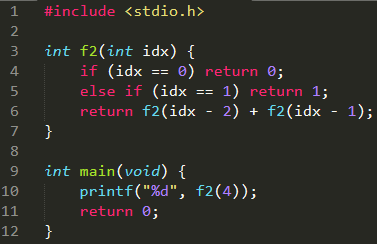 1 #include <stdio.h>
2
3 int f2(int idx) {
4     if (idx == 0) return 0;
5     else if (idx == 1) return 1;
6     return f2(idx - 2) + f2(idx - 1);
7 }
8
9 int main(void) {
10     printf("%d", f2(4));
11     return 0;
12 }